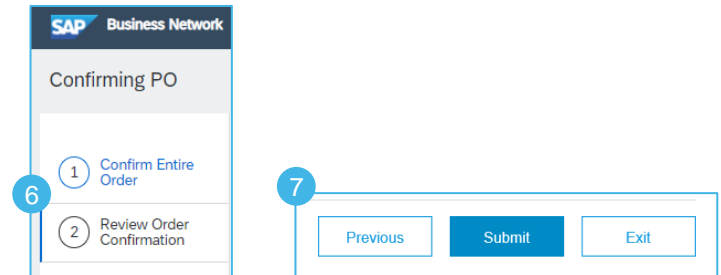 SAP Business Network
Confirming PO
1 Confirm Entire
Order
6
2 Review Order
Confirmation
7
Previous Submit Exit